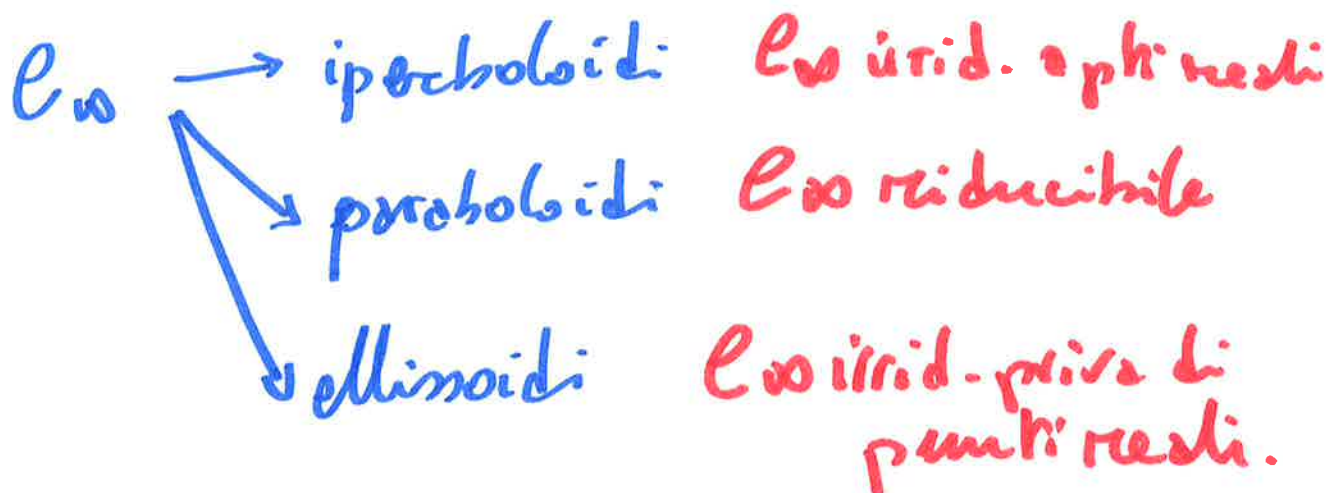 C∞ → iperboloidi C∞ irrid. a pti reali
→ paraboloidi C∞ riducibile
→ ellissoidi C∞ irrid. priva di
punti reali.